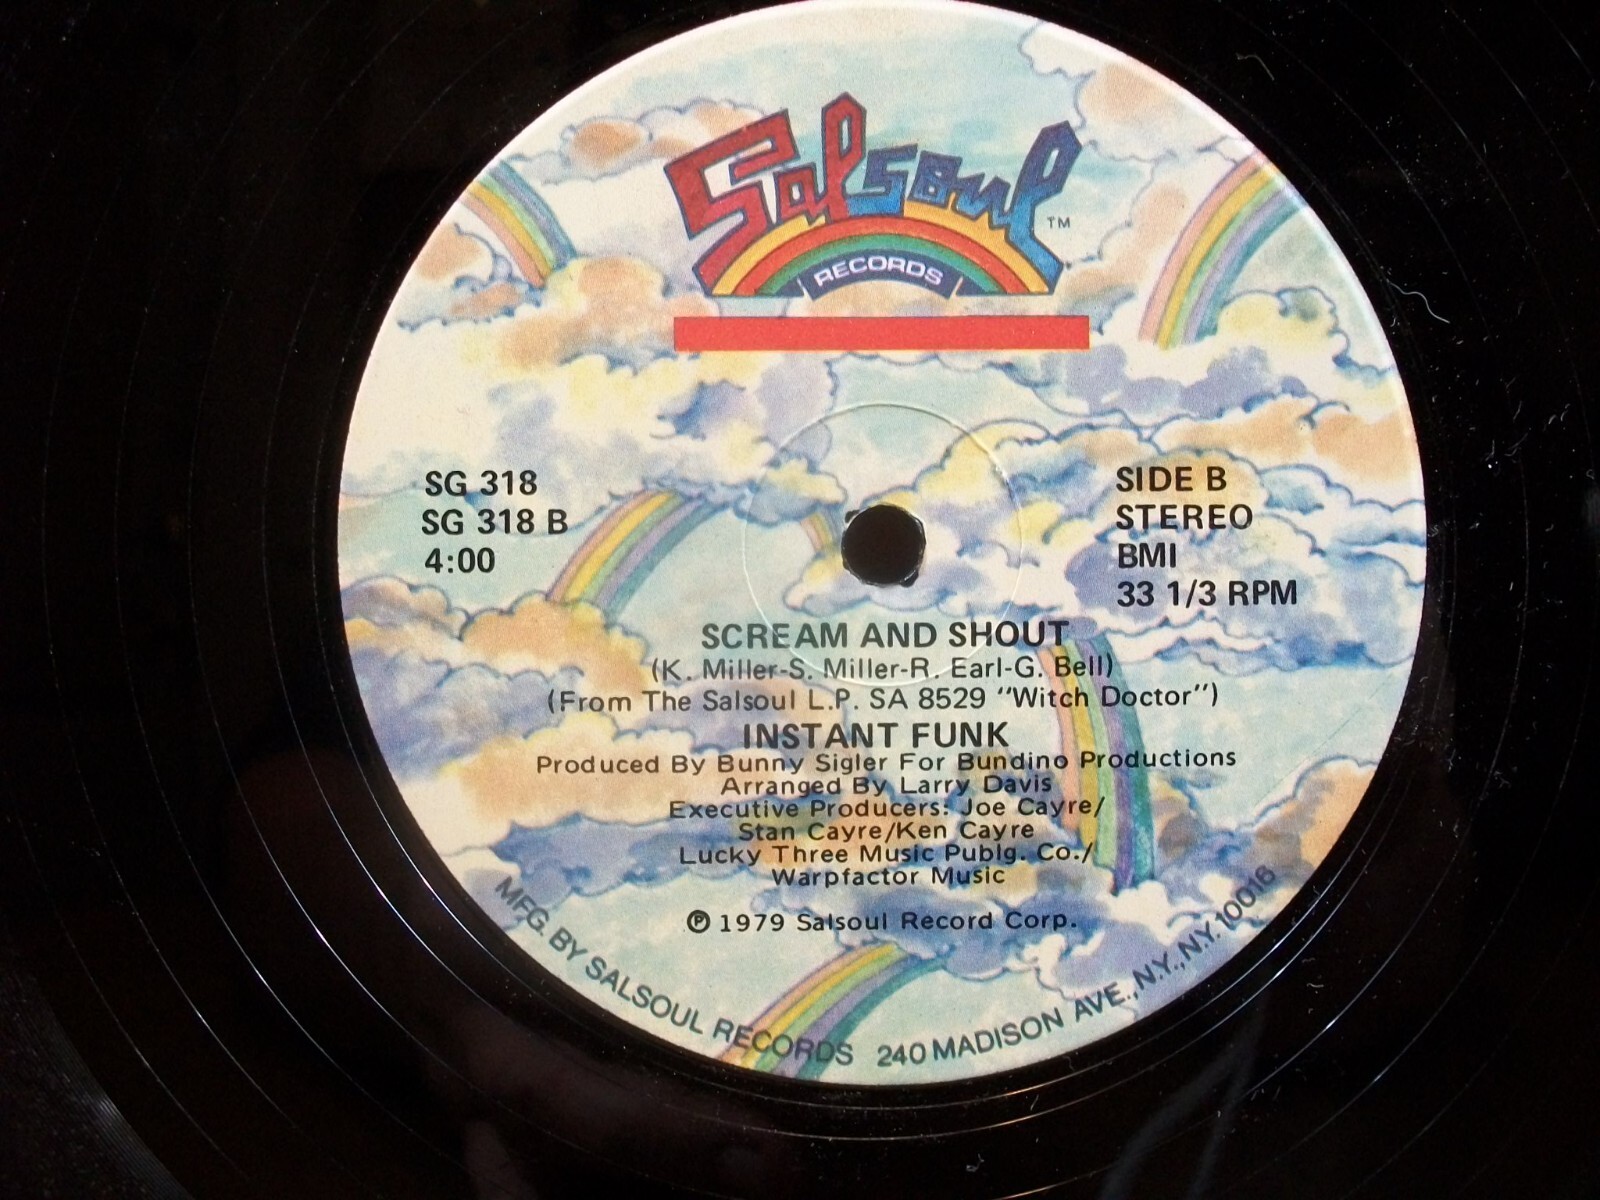 Salsoul TM
RECORDS
SG 318
SG 318 B
4:00
SIDE B
STEREO
BMI
33 1/3 RPM
SCREAM AND SHOUT
(K. Miller-S. Miller-R. Earl-G. Bell)
(From The Salsoul L.P. SA 8529 "Witch Doctor")
INSTANT FUNK
Produced By Bunny Sigler For Bundino Productions
Arranged By Larry Davis
Executive Producers: Joe Cayre/
Stan Cayre/Ken Cayre
Lucky Three Music Publg. Co./
Warpfactor Music
℗ 1979 Salsoul Record Corp.
MFG. BY SALSOUL RECORDS 240 MADISON AVE., N.Y., N.Y. 10016